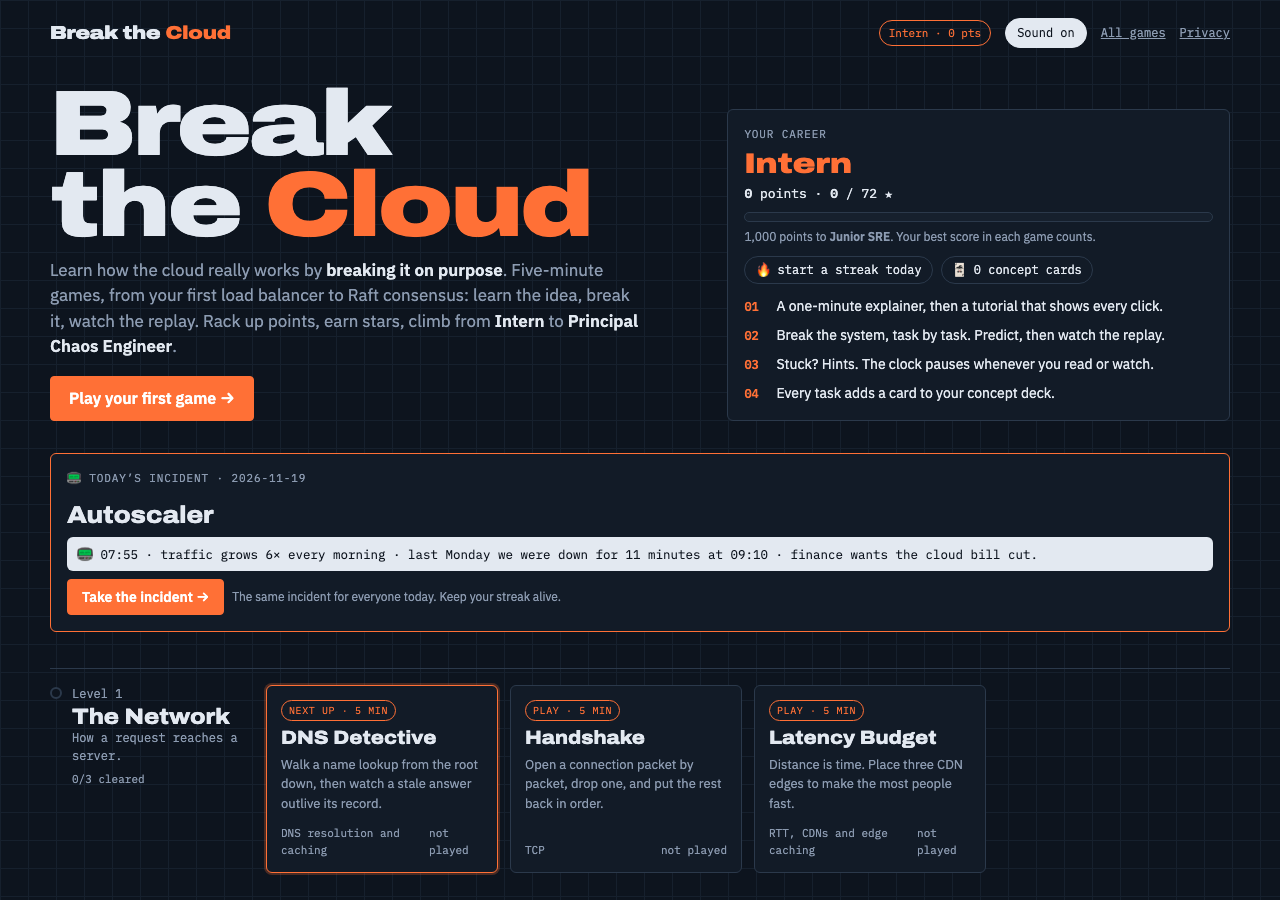 Break the Cloud
Intern · 0 pts
Sound on
All games
Privacy
Break
the Cloud
Learn how the cloud really works by breaking it on purpose. Five-minute
games, from your first load balancer to Raft consensus: learn the idea, break
it, watch the replay. Rack up points, earn stars, climb from Intern to Principal
Chaos Engineer.
Play your first game →
YOUR CAREER
Intern
0 points · 0 / 72 ★
1,000 points to Junior SRE. Your best score in each game counts.
🔥 start a streak today
🃏 0 concept cards
01 A one-minute explainer, then a tutorial that shows every click.
02 Break the system, task by task. Predict, then watch the replay.
03 Stuck? Hints. The clock pauses whenever you read or watch.
04 Every task adds a card to your concept deck.
📟 TODAY’S INCIDENT · 2026-11-19
Autoscaler
📟 07:55 · traffic grows 6× every morning · last Monday we were down for 11 minutes at 09:10 · finance wants the cloud bill cut.
Take the incident →
The same incident for everyone today. Keep your streak alive.
Level 1
The Network
How a request reaches a
server.
0/3 cleared
NEXT UP · 5 MIN
DNS Detective
Walk a name lookup from the root
down, then watch a stale answer
outlive its record.
DNS resolution and
caching
not
played
PLAY · 5 MIN
Handshake
Open a connection packet by
packet, drop one, and put the rest
back in order.
TCP
not played
PLAY · 5 MIN
Latency Budget
Distance is time. Place three CDN
edges to make the most people
fast.
RTT, CDNs and edge
caching
not
played